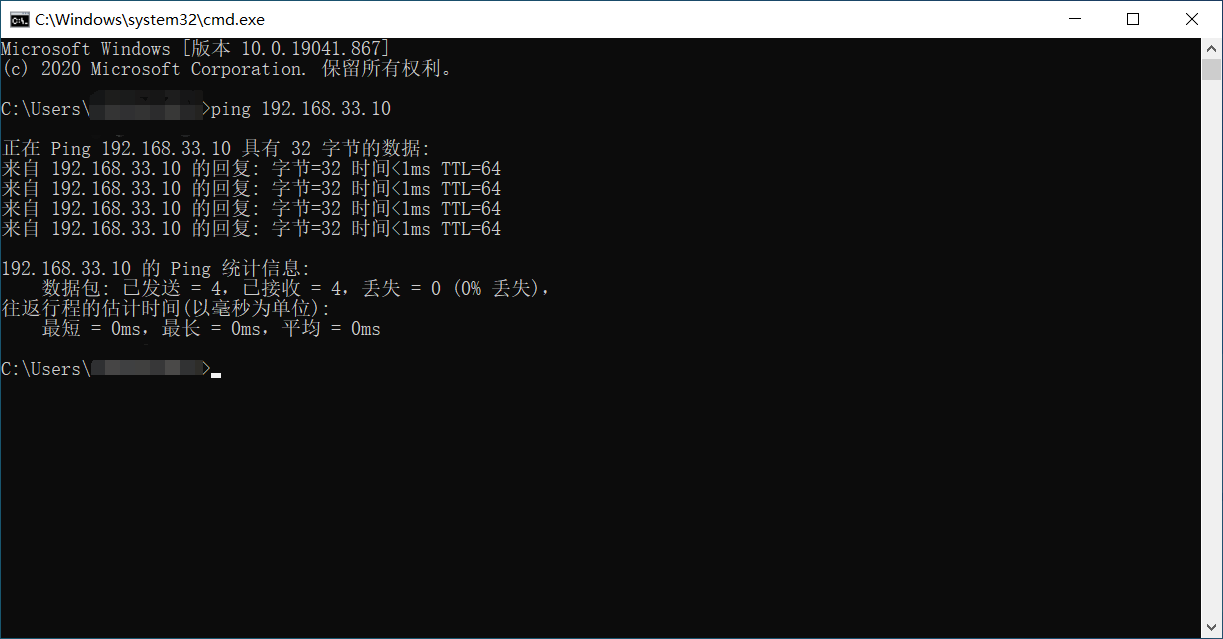 C:\Windows\system32\cmd.exe
Microsoft Windows [版本 10.0.19041.867]
(c) 2020 Microsoft Corporation. 保留所有权利。
C:\Users\>ping 192.168.33.10
正在 Ping 192.168.33.10 具有 32 字节的数据:
来自 192.168.33.10 的回复: 字节=32 时间<1ms TTL=64
来自 192.168.33.10 的回复: 字节=32 时间<1ms TTL=64
来自 192.168.33.10 的回复: 字节=32 时间<1ms TTL=64
来自 192.168.33.10 的回复: 字节=32 时间<1ms TTL=64
192.168.33.10 的 Ping 统计信息:
数据包: 已发送 = 4，已接收 = 4，丢失 = 0 (0% 丢失)，
往返行程的估计时间(以毫秒为单位):
最短 = 0ms，最长 = 0ms，平均 = 0ms
C:\Users\>